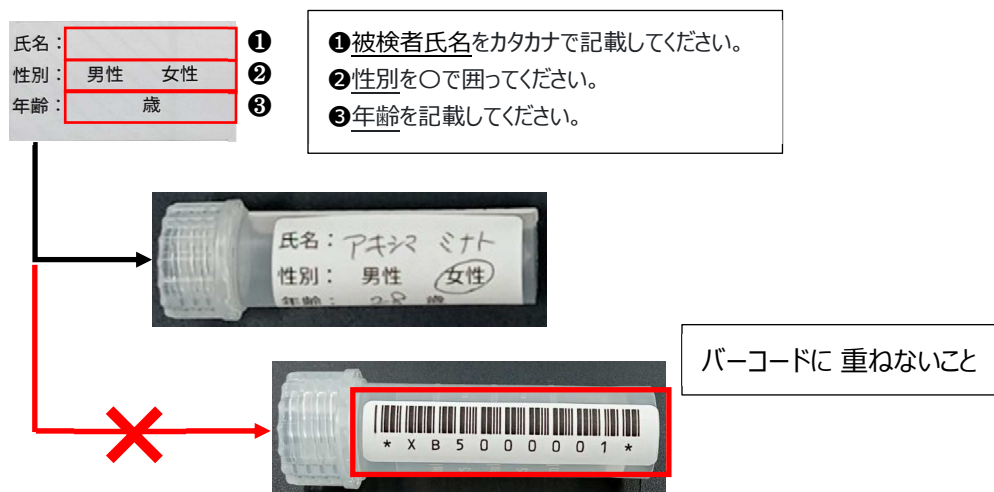 氏名：
❶
性別： 男性 女性
❷
年齢： 歳
❸
❶被検者氏名をカタカナで記載してください。
❷性別を〇で囲ってください。
❸年齢を記載してください。
氏名：アキシマ ミナト
性別： 男性 女性
年齢： 28 歳
バーコードに 重ねないこと
*XB5000001*